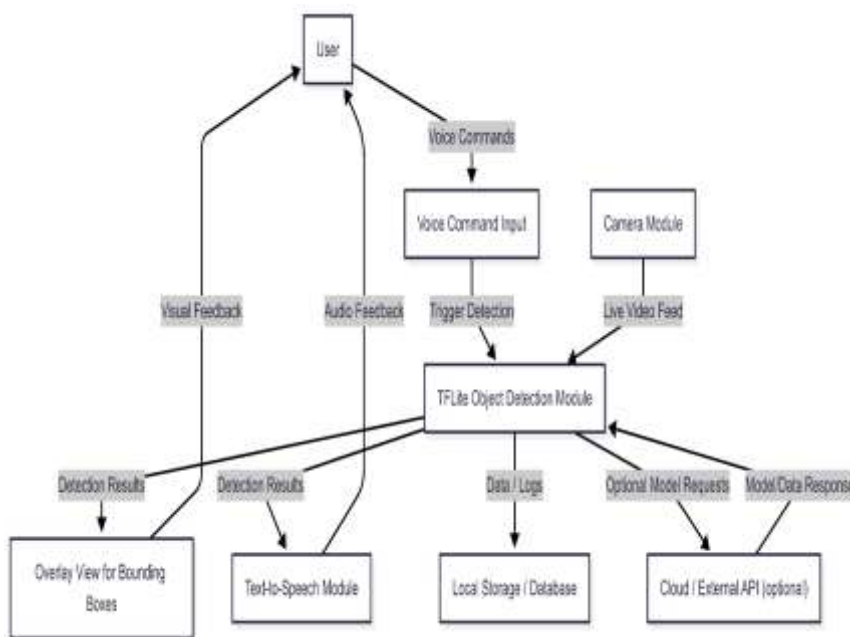 User
Voice Commands
Voice Command Input
Camera Module
Visual Feedback
Audio Feedback
Trigger Detection
Live Video Feed
TFLite Object Detection Module
Detection Results
Detection Results
Data / Logs
Optional Model Requests
Model/Data Response
Overlay View for Bounding
Boxes
Text-to-Speech Module
Local Storage / Database
Cloud / External API (optional)